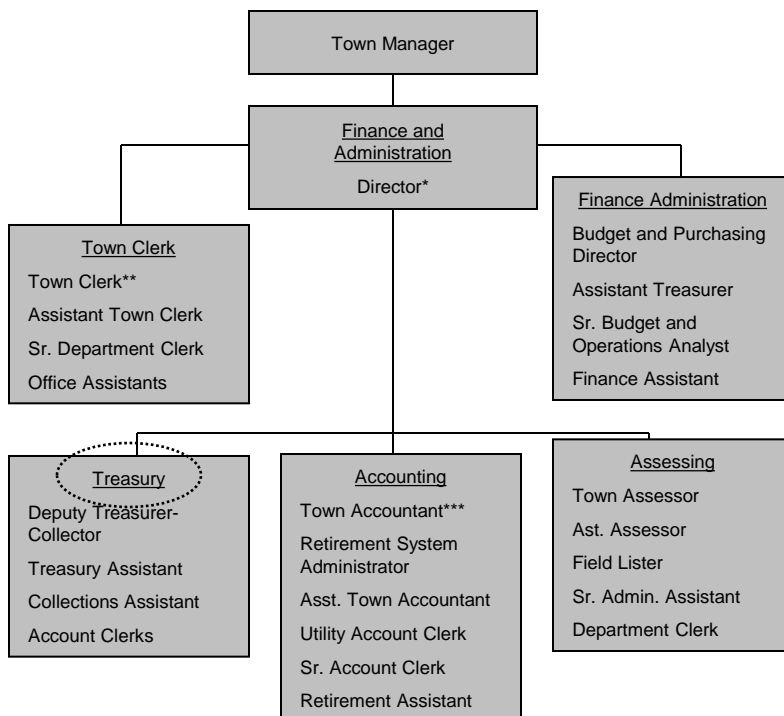 Town Manager
Finance and
Administration
Director*
Town Clerk
Town Clerk**
Assistant Town Clerk
Sr. Department Clerk
Office Assistants
Finance Administration
Budget and Purchasing
Director
Assistant Treasurer
Sr. Budget and
Operations Analyst
Finance Assistant
Treasury
Deputy Treasurer-
Collector
Treasury Assistant
Collections Assistant
Account Clerks
Accounting
Town Accountant***
Retirement System
Administrator
Asst. Town Accountant
Utility Account Clerk
Sr. Account Clerk
Retirement Assistant
Assessing
Town Assessor
Ast. Assessor
Field Lister
Sr. Admin. Assistant
Department Clerk